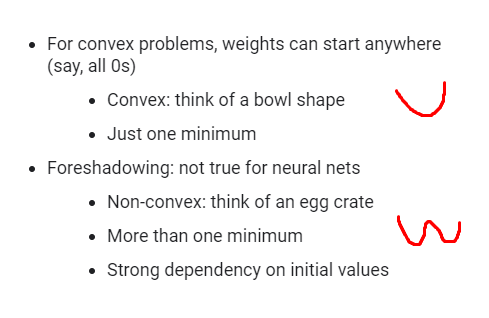 For convex problems, weights can start anywhere
(say, all 0s)
Convex: think of a bowl shape
Just one minimum
Foreshadowing: not true for neural nets
Non-convex: think of an egg crate
More than one minimum
Strong dependency on initial values